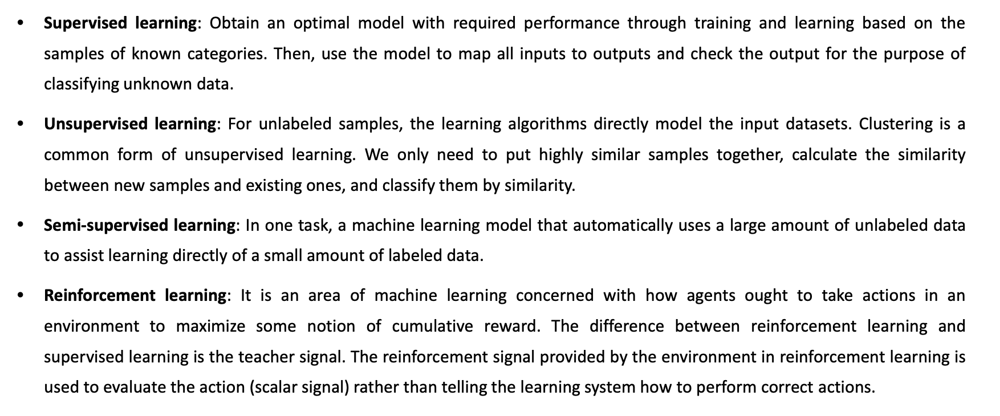 • Supervised learning: Obtain an optimal model with required performance through training and learning based on the
samples of known categories. Then, use the model to map all inputs to outputs and check the output for the purpose of
classifying unknown data.
• Unsupervised learning: For unlabeled samples, the learning algorithms directly model the input datasets. Clustering is a
common form of unsupervised learning. We only need to put highly similar samples together, calculate the similarity
between new samples and existing ones, and classify them by similarity.
• Semi-supervised learning: In one task, a machine learning model that automatically uses a large amount of unlabeled data
to assist learning directly of a small amount of labeled data.
• Reinforcement learning: It is an area of machine learning concerned with how agents ought to take actions in an
environment to maximize some notion of cumulative reward. The difference between reinforcement learning and
supervised learning is the teacher signal. The reinforcement signal provided by the environment in reinforcement learning is
used to evaluate the action (scalar signal) rather than telling the learning system how to perform correct actions.